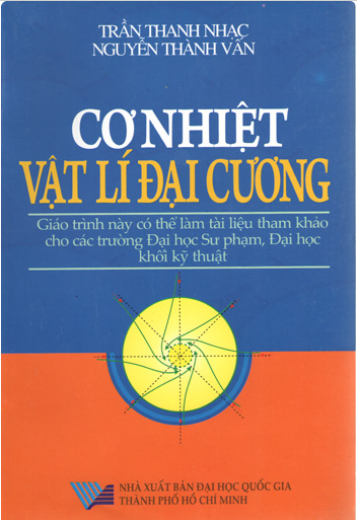 TRẦN THANH NHẠC
NGUYỄN THÀNH VẤN
CƠ NHIỆT
VẬT LÍ ĐẠI CƯƠNG
Giáo trình này có thể làm tài liệu tham khảo
cho các trường Đại học Sư phạm, Đại học
khối kỹ thuật
NHÀ XUẤT BẢN ĐẠI HỌC QUỐC GIA
THÀNH PHỐ HỒ CHÍ MINH